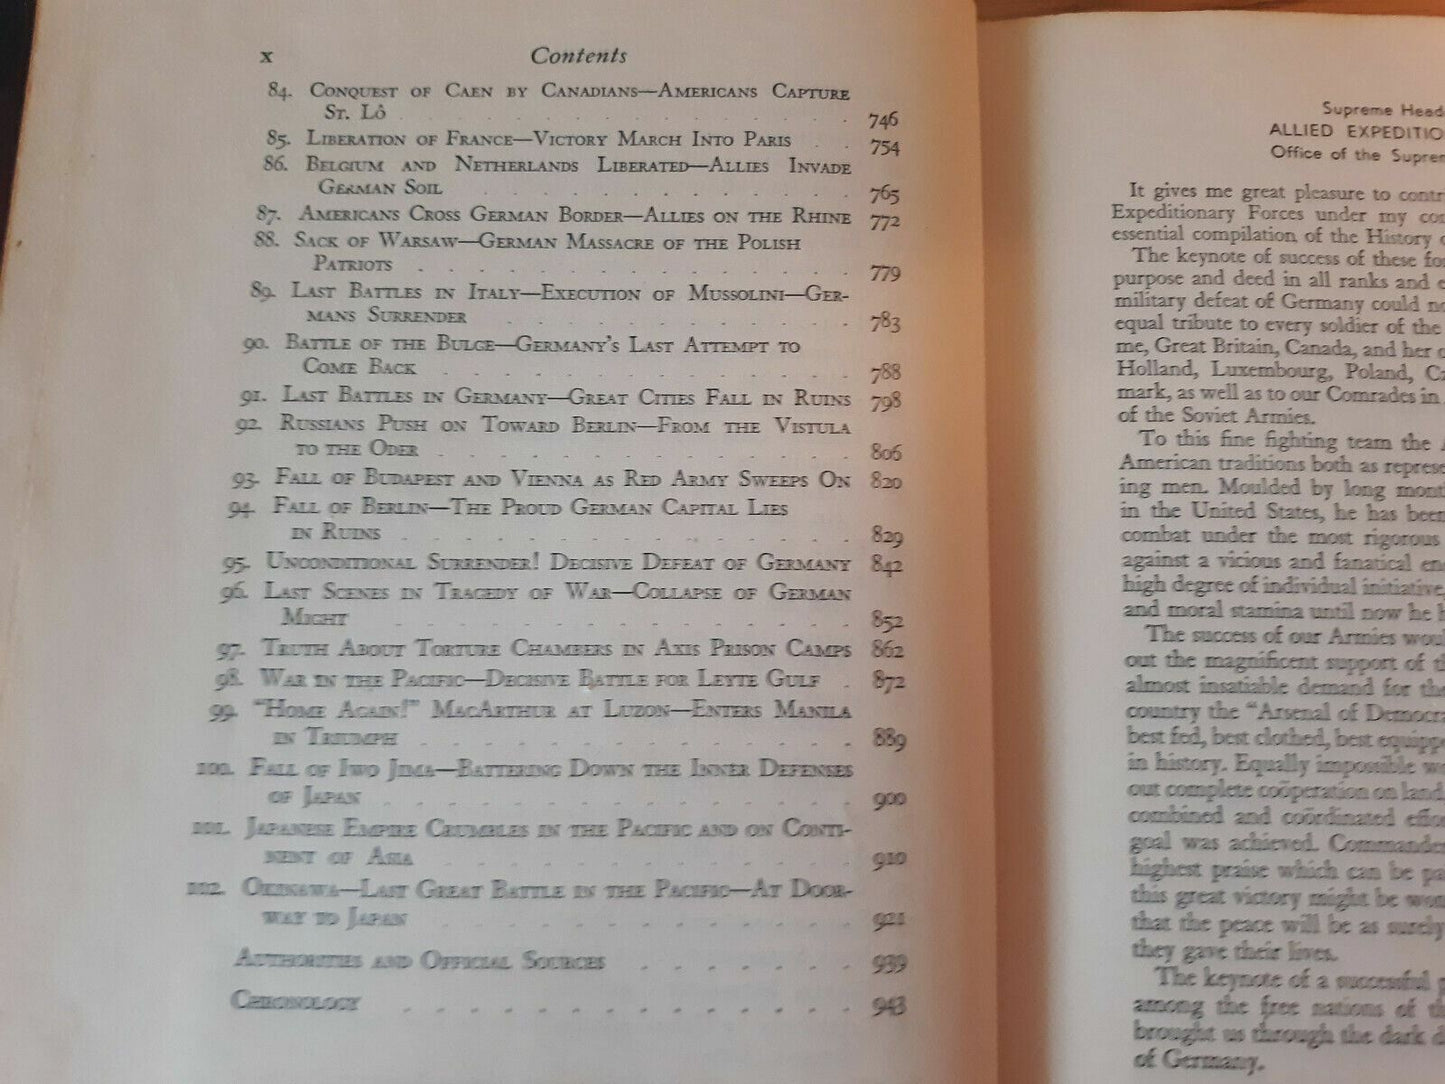 x Contents
84. Conquest of Caen by Canadians—Americans Capture
St. Lô . . . . . . . . . . . . . . . 746
85. Liberation of France—Victory March Into Paris . . 754
86. Belgium and Netherlands Liberated—Allies Invade
German Soil . . . . . . . . . . . . . 765
87. Americans Cross German Border—Allies on the Rhine 772
88. Sack of Warsaw—German Massacre of the Polish
Patriots . . . . . . . . . . . . . . 779
89. Last Battles in Italy—Execution of Mussolini—Ger-
mans Surrender . . . . . . . . . . . . 783
90. Battle of the Bulge—Germany's Last Attempt to
Come Back . . . . . . . . . . . . . 788
91. Last Battles in Germany—Great Cities Fall in Ruins 798
92. Russians Push on Toward Berlin—From the Vistula
to the Oder . . . . . . . . . . . . . 806
93. Fall of Budapest and Vienna as Red Army Sweeps On 820
94. Fall of Berlin—The Proud German Capital Lies
in Ruins . . . . . . . . . . . . . . 829
95. Unconditional Surrender! Decisive Defeat of Germany 842
96. Last Scenes in Tragedy of War—Collapse of German
Might . . . . . . . . . . . . . . 852
97. Truth About Torture Chambers in Axis Prison Camps 862
98. War in the Pacific—Decisive Battle for Leyte Gulf . 872
99. "Home Again!" MacArthur at Luzon—Enters Manila
in Triumph . . . . . . . . . . . . . 889
100. Fall of Iwo Jima—Battering Down the Inner Defenses
of Japan . . . . . . . . . . . . . . 900
101. Japanese Empire Crumbles in the Pacific and on Conti-
nent of Asia . . . . . . . . . . . . 910
102. Okinawa—Last Great Battle in the Pacific—At Door-
way to Japan . . . . . . . . . . . . 921
Authorities and Official Sources . . . . . . 939
Chronology . . . . . . . . . . . . . 943
Supreme Head
ALLIED EXPEDITIO
Office of the Suprem
It gives me great pleasure to contr
Expeditionary Forces under my co
essential compilation of the History
The keynote of success of these fo
purpose and deed in all ranks and
military defeat of Germany could no
equal tribute to every soldier of the
me, Great Britain, Canada, and her
Holland, Luxembourg, Poland, C
mark, as well as to our Comrades in
of the Soviet Armies.
To this fine fighting team the
American traditions both as represe
ing men. Moulded by long mont
in the United States, he has been
combat under the most rigorous
against a vicious and fanatical en
high degree of individual initiative,
and moral stamina until now he
The success of our Armies wou
out the magnificent support of th
almost insatiable demand for the
country the "Arsenal of Democra
best fed, best clothed, best equippe
in history. Equally impossible wo
out complete coöperation on land,
combined and coördinated effor
goal was achieved. Commander
highest praise which can be pa
this great victory might be won
that the peace will be as surely
they gave their lives.
The keynote of a successful
among the free nations of th
brought us through the dark d
of Germany.